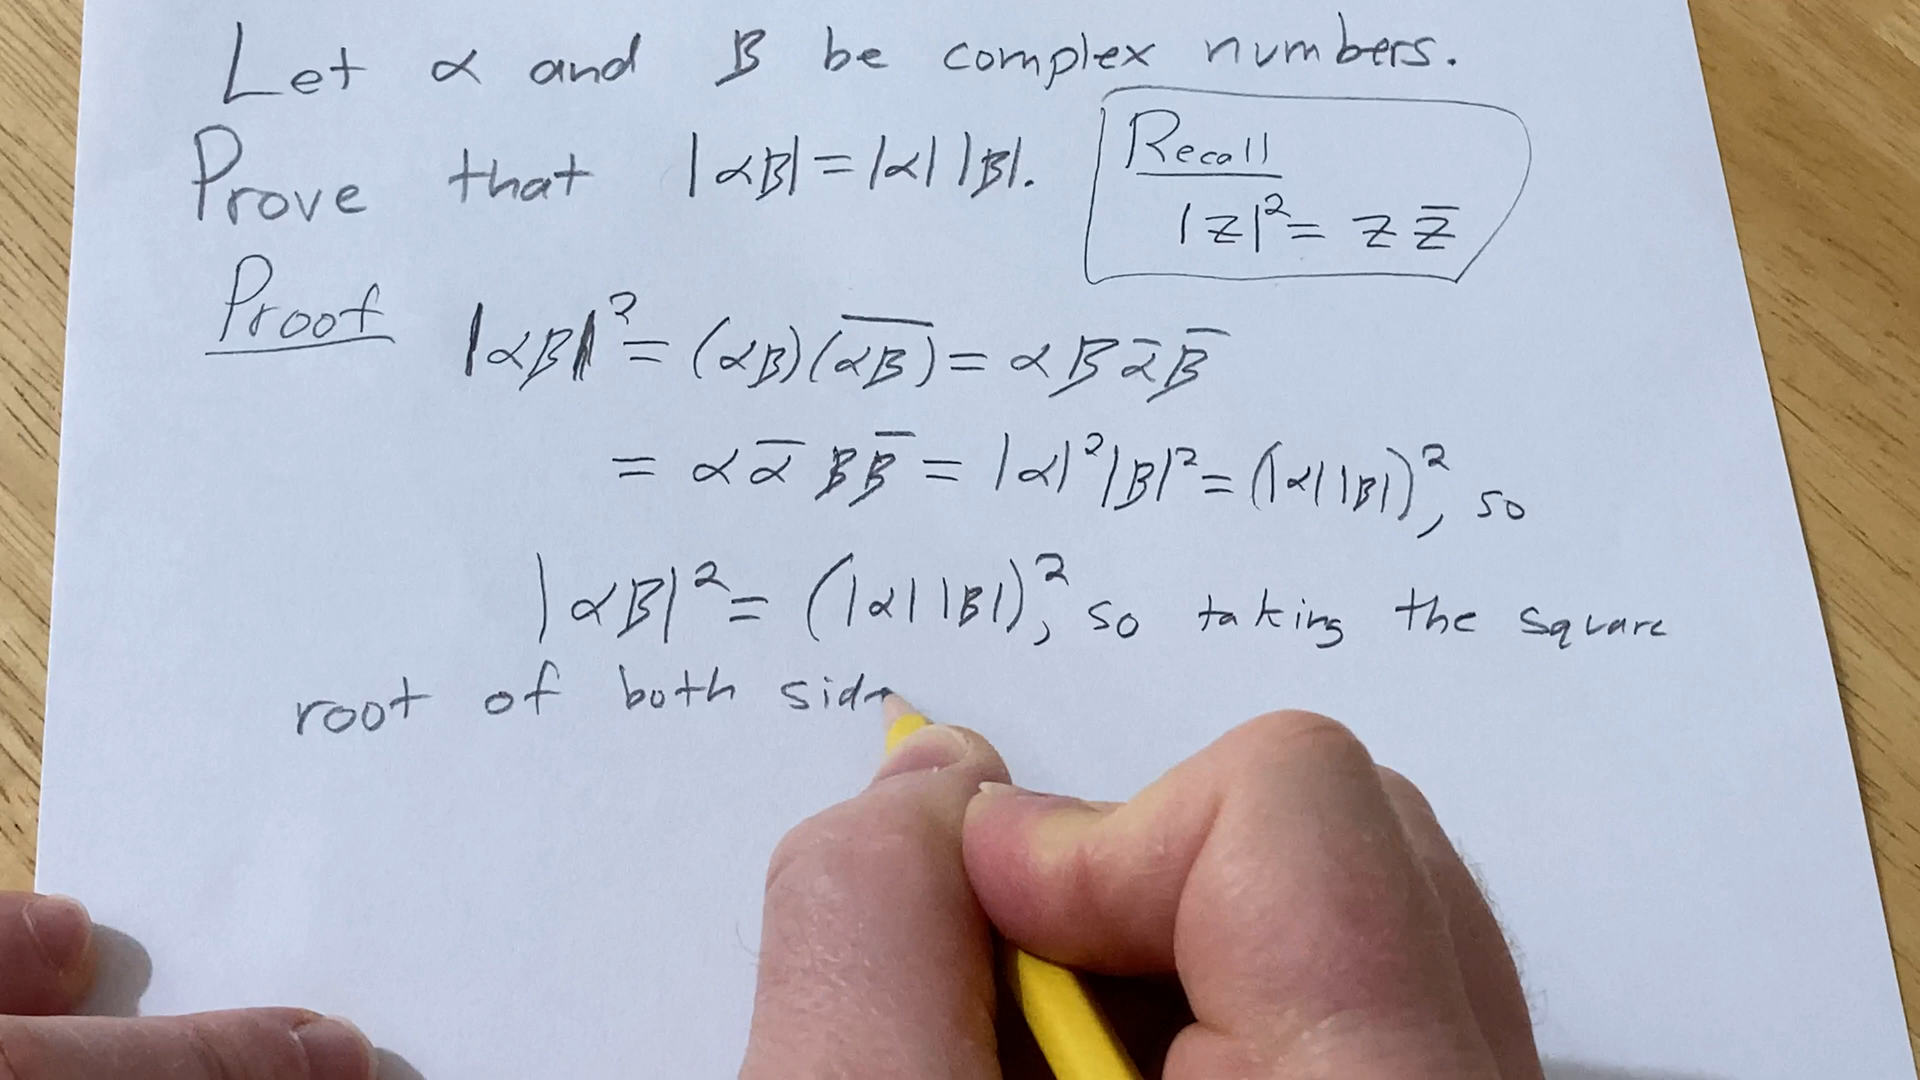 Let α and β be complex numbers.
Prove that |αβ| = |α| |β|.
Recall
|z|² = z z̅
Proof |αβ|² = (αβ)(\overline{αβ}) = α β α̅ β̅
= α α̅ β β̅ = |α|² |β|² = (|α| |β|)², so
|αβ|² = (|α| |β|)², so taking the square
root of both side